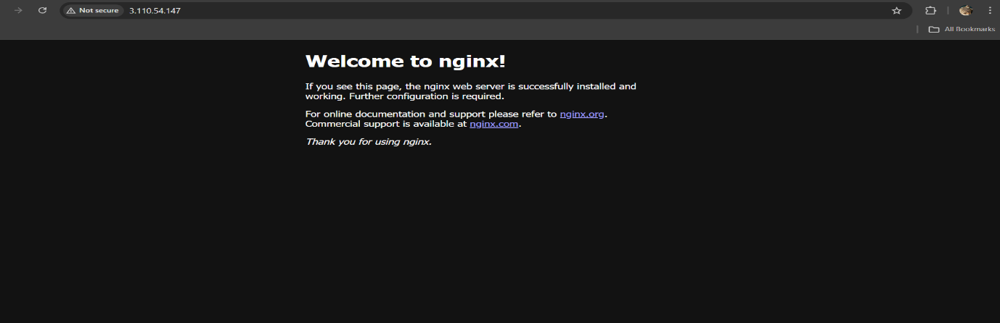 Not secure 3.110.54.147
All Bookmarks
Welcome to nginx!
If you see this page, the nginx web server is successfully installed and
working. Further configuration is required.
For online documentation and support please refer to nginx.org.
Commercial support is available at nginx.com.
Thank you for using nginx.